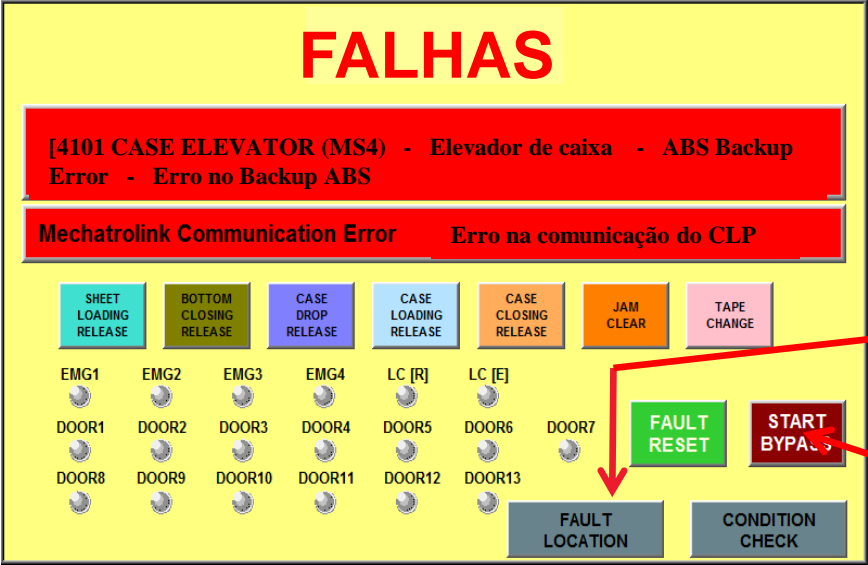 FALHAS
[4101 CASE ELEVATOR (MS4) - Elevador de caixa - ABS Backup
Error - Erro no Backup ABS
Mechatrolink Communication Error Erro na comunicação do CLP
SHEET LOADING RELEASE
BOTTOM CLOSING RELEASE
CASE DROP RELEASE
CASE LOADING RELEASE
CASE CLOSING RELEASE
JAM CLEAR
TAPE CHANGE
EMG1 EMG2 EMG3 EMG4 LC [R] LC [E]
DOOR1 DOOR2 DOOR3 DOOR4 DOOR5 DOOR6 DOOR7
DOOR8 DOOR9 DOOR10 DOOR11 DOOR12 DOOR13
FAULT
RESET
START
BYPASS
FAULT
LOCATION
CONDITION
CHECK